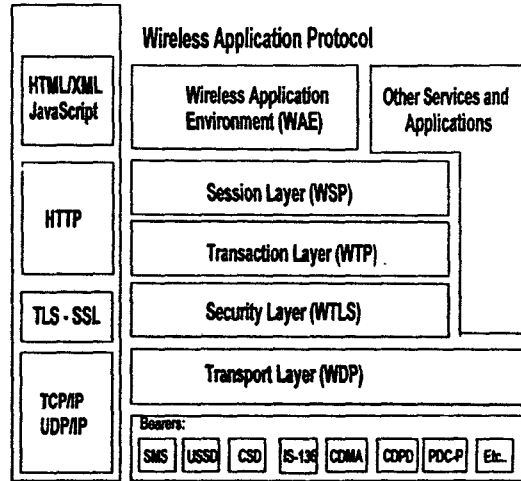 Wireless Application Protocol
HTML/XML
JavaScript
HTTP
TLS - SSL
TCP/IP
UDP/IP
Wireless Application
Environment (WAE)
Other Services and
Applications
Session Layer (WSP)
Transaction Layer (WTP)
Security Layer (WTLS)
Transport Layer (WDP)
Bearers:
SMS
USSD
CSD
IS-136
CDMA
CDPD
PDC-P
Etc..